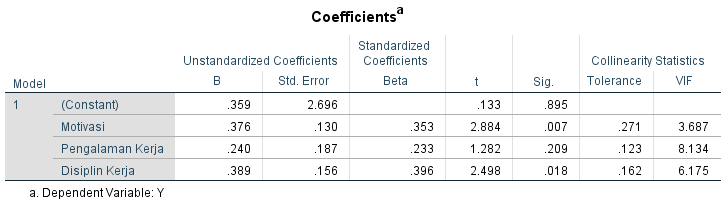 Coefficientsa
Unstandardized Coefficients Standardized Coefficients Collinearity Statistics
Model B Std. Error Beta t Sig. Tolerance VIF
1 (Constant) .359 2.696 .133 .895
Motivasi .376 .130 .353 2.884 .007 .271 3.687
Pengalaman Kerja .240 .187 .233 1.282 .209 .123 8.134
Disiplin Kerja .389 .156 .396 2.498 .018 .162 6.175
a. Dependent Variable: Y